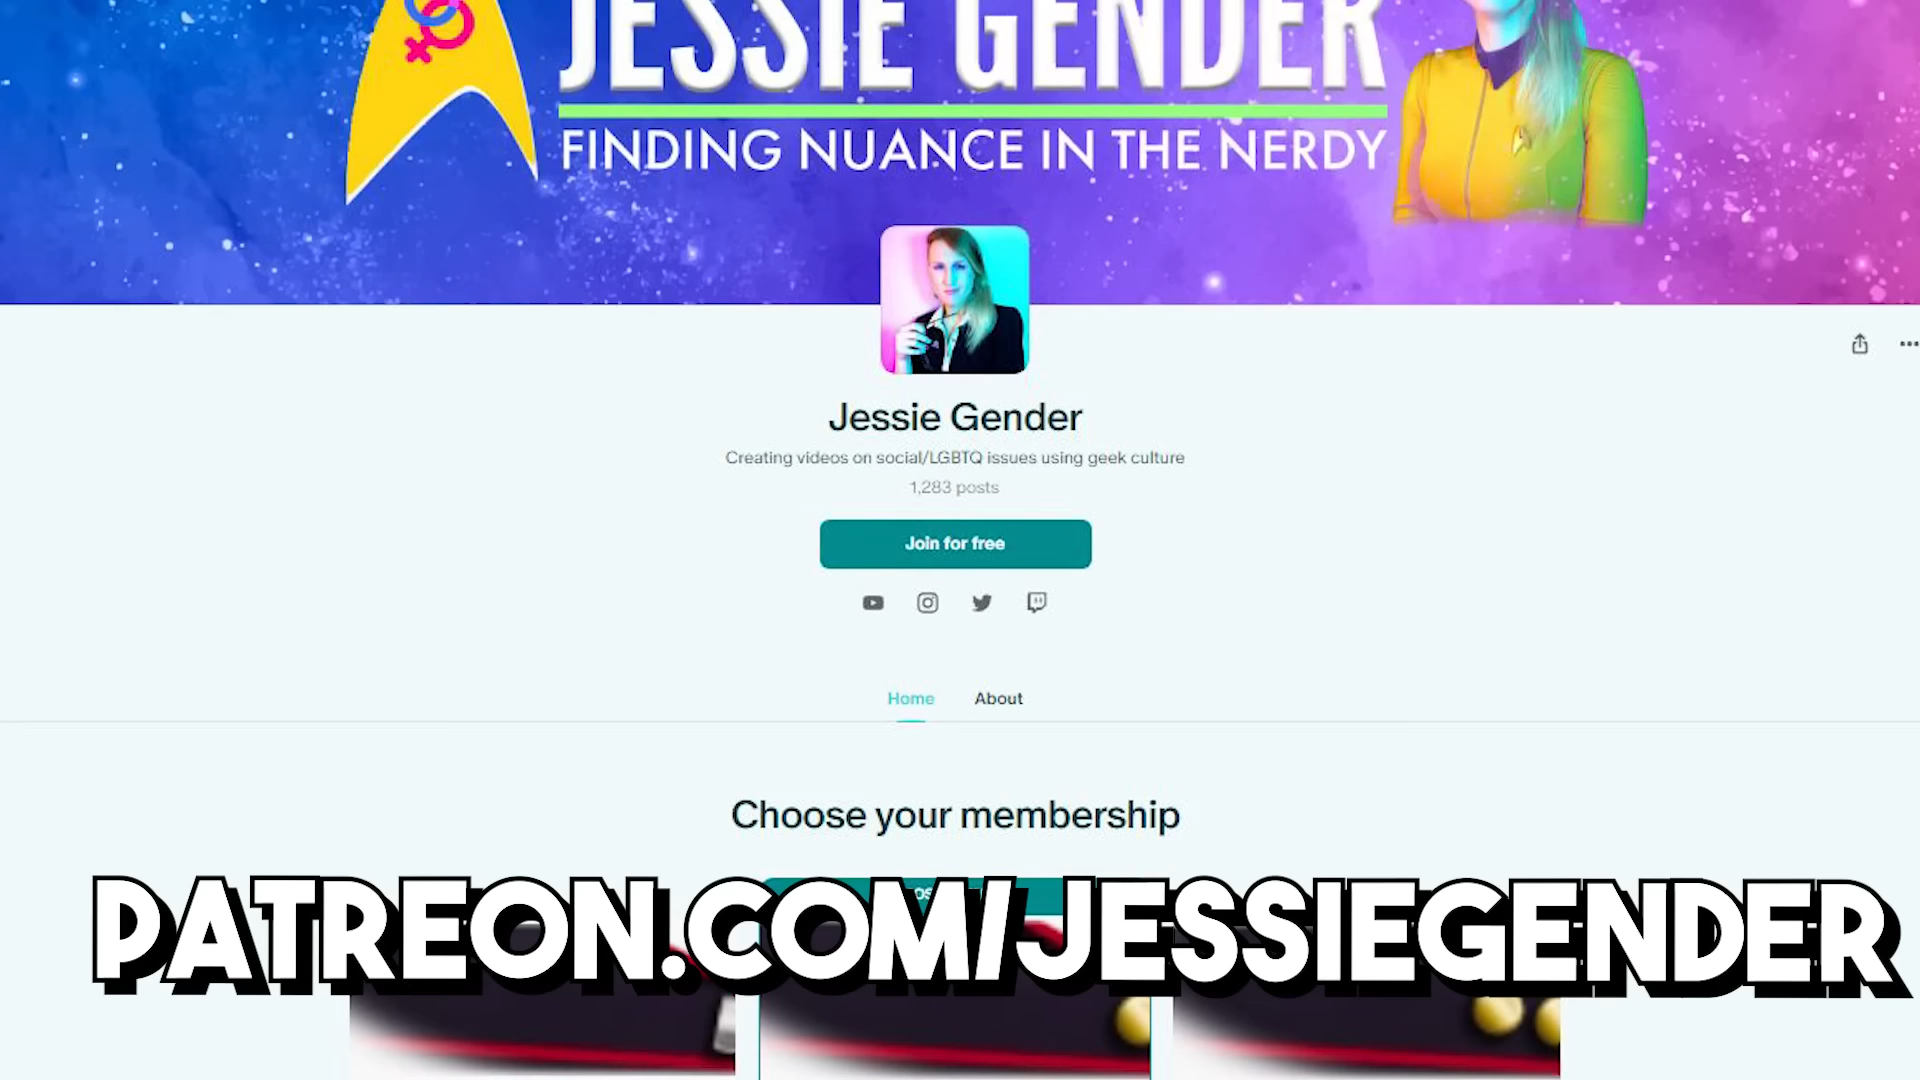 JESSIE GENDER
FINDING NUANCE IN THE NERDY
Jessie Gender
Creating videos on social/LGBTQ issues using geek culture
1,283 posts
Join for free
Home
About
Choose your membership
PATREON.COM/JESSIEGENDER